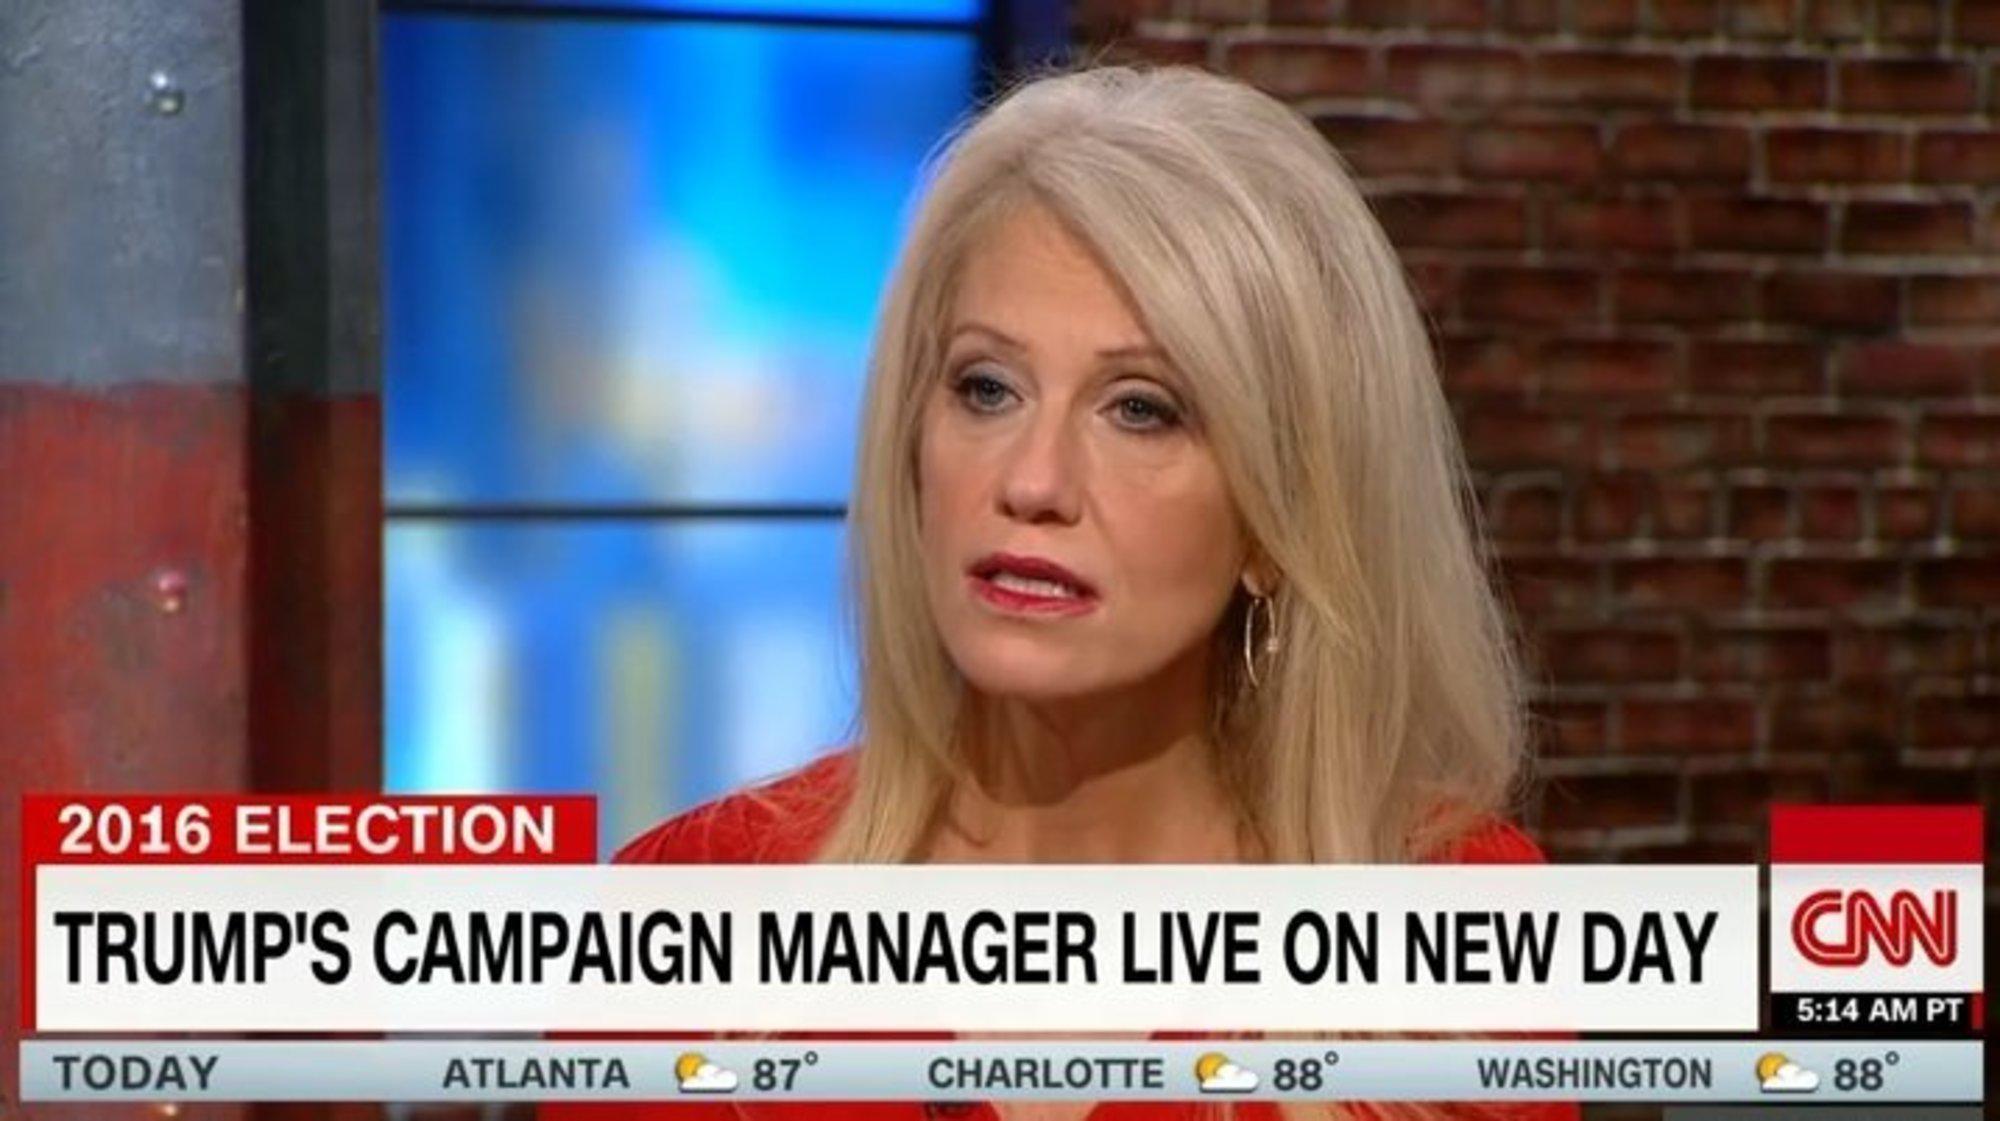 2016 ELECTION
TRUMP'S CAMPAIGN MANAGER LIVE ON NEW DAY
CNN
5:14 AM PT
TODAY ATLANTA 87° CHARLOTTE 88° WASHINGTON 88°